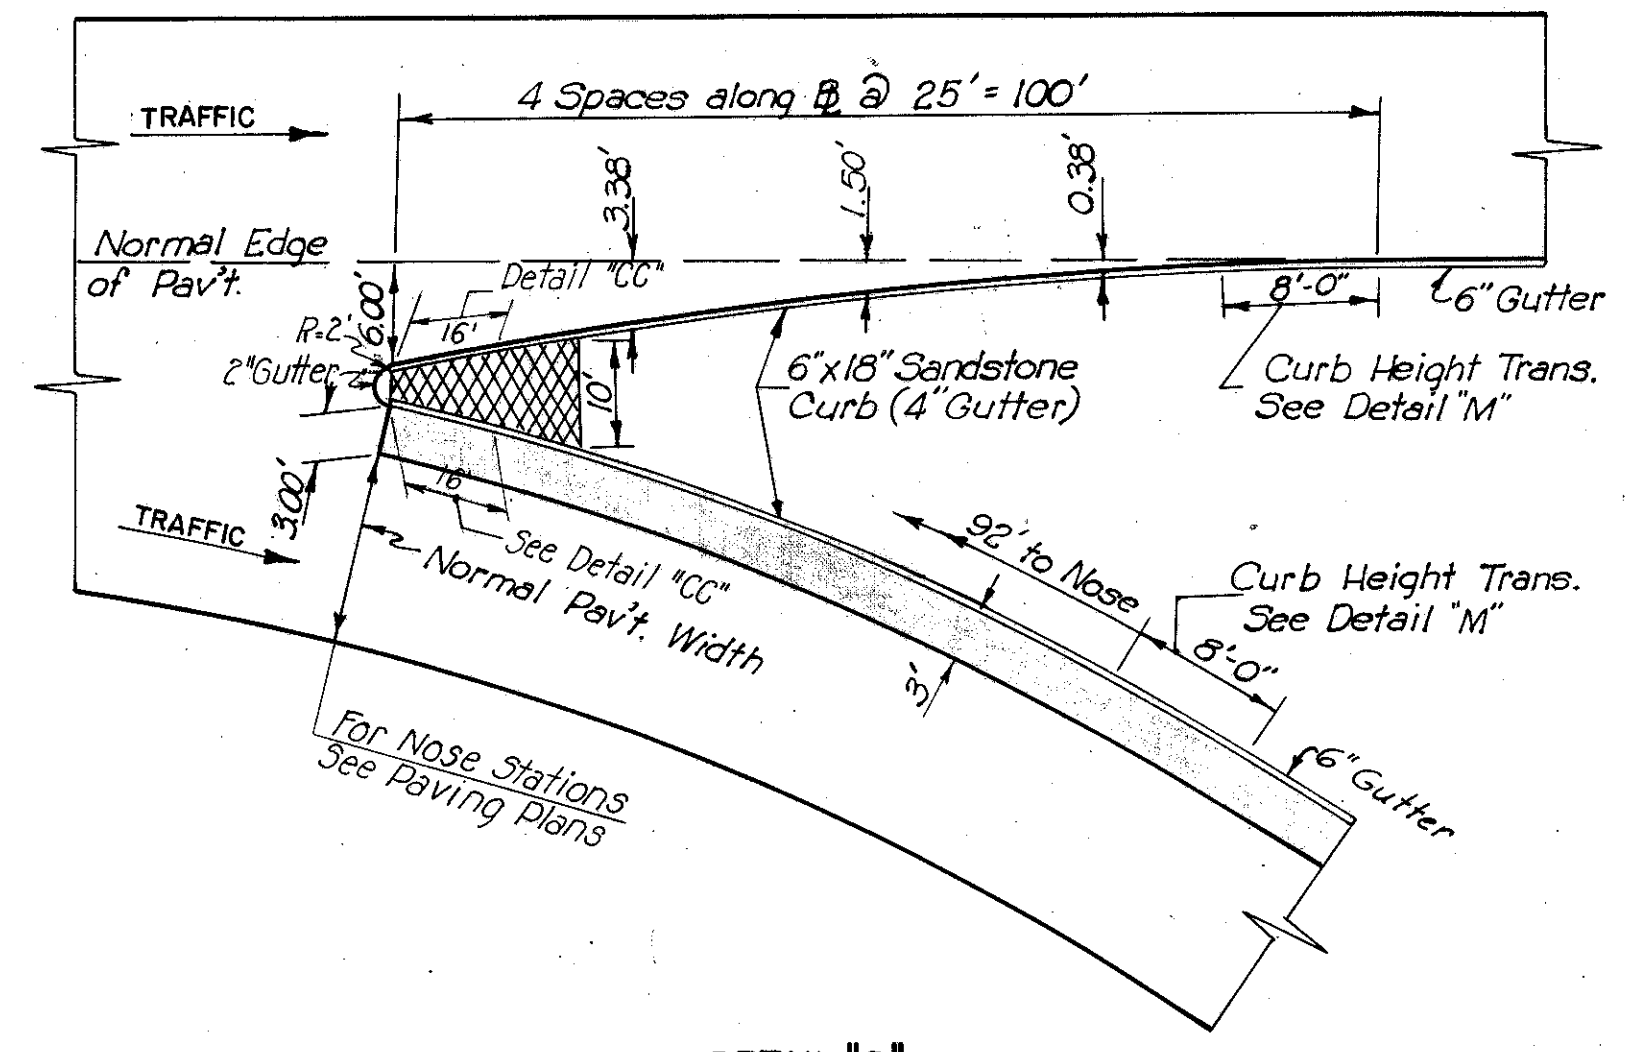 4 Spaces along ℄ @ 25' = 100'
TRAFFIC
3.38'
1.50'
0.38'
Normal Edge
of Pav't.
Detail "CC"
6.00'
16'
R=2'
2"Gutter
8'-0"
6" Gutter
10'
6"x18" Sandstone
Curb (4"Gutter)
Curb Height Trans.
See Detail "M"
3.00'
16'
TRAFFIC
See Detail "CC"
Normal Pav't. Width
92' to Nose
Curb Height Trans.
See Detail "M"
8'-0"
3'
6" Gutter
For Nose Stations
See Paving Plans